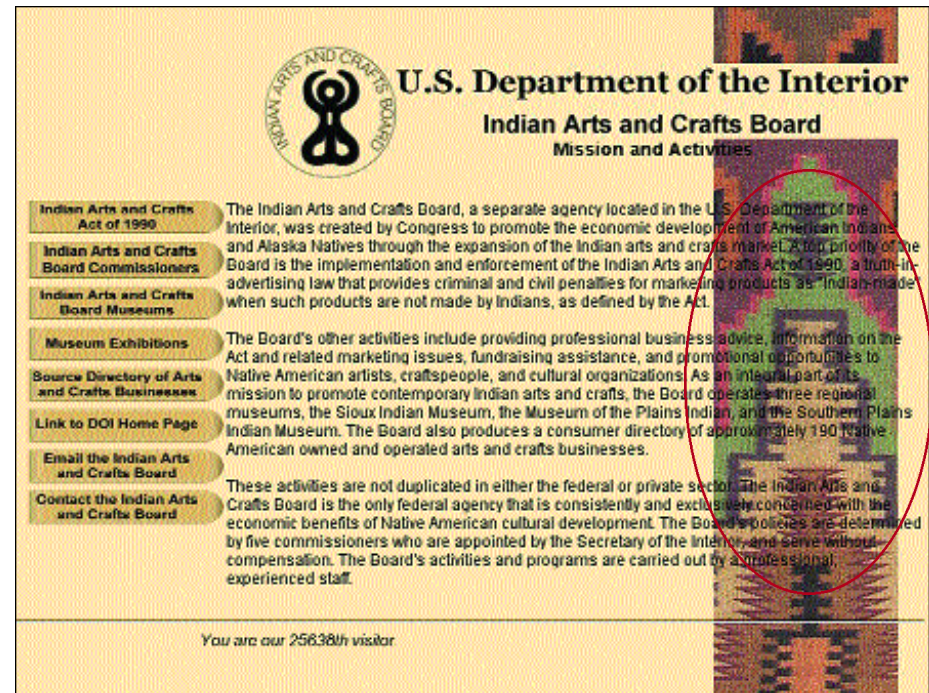 INDIAN ARTS AND CRAFTS BOARD
U.S. Department of the Interior
Indian Arts and Crafts Board
Mission and Activities
Indian Arts and Crafts
Act of 1990
Indian Arts and Crafts
Board Commissioners
Indian Arts and Crafts
Board Museums
Museum Exhibitions
Source Directory of Arts
and Crafts Businesses
Link to DOI Home Page
Email the Indian Arts
and Crafts Board
Contact the Indian Arts
and Crafts Board
The Indian Arts and Crafts Board, a separate agency located in the U.S. Department of the
Interior, was created by Congress to promote the economic development of American Indians
and Alaska Natives through the expansion of the Indian arts and crafts market. A top priority of the
Board is the implementation and enforcement of the Indian Arts and Crafts Act of 1990, a truth-in-
advertising law that provides criminal and civil penalties for marketing products as "Indian-made"
when such products are not made by Indians, as defined by the Act.
The Board's other activities include providing professional business advice, information on the
Act and related marketing issues, fundraising assistance, and promotional opportunities to
Native American artists, craftspeople, and cultural organizations. As an integral part of its
mission to promote contemporary Indian arts and crafts, the Board operates three regional
museums, the Sioux Indian Museum, the Museum of the Plains Indian, and the Southern Plains
Indian Museum. The Board also produces a consumer directory of approximately 190 Native
American owned and operated arts and crafts businesses.
These activities are not duplicated in either the federal or private sector. The Indian Arts and
Crafts Board is the only federal agency that is consistently and exclusively concerned with the
economic benefits of Native American cultural development. The Board's policies are determined
by five commissioners who are appointed by the Secretary of the Interior, and serve without
compensation. The Board's activities and programs are carried out by a professional,
experienced staff.
You are our 25638th visitor